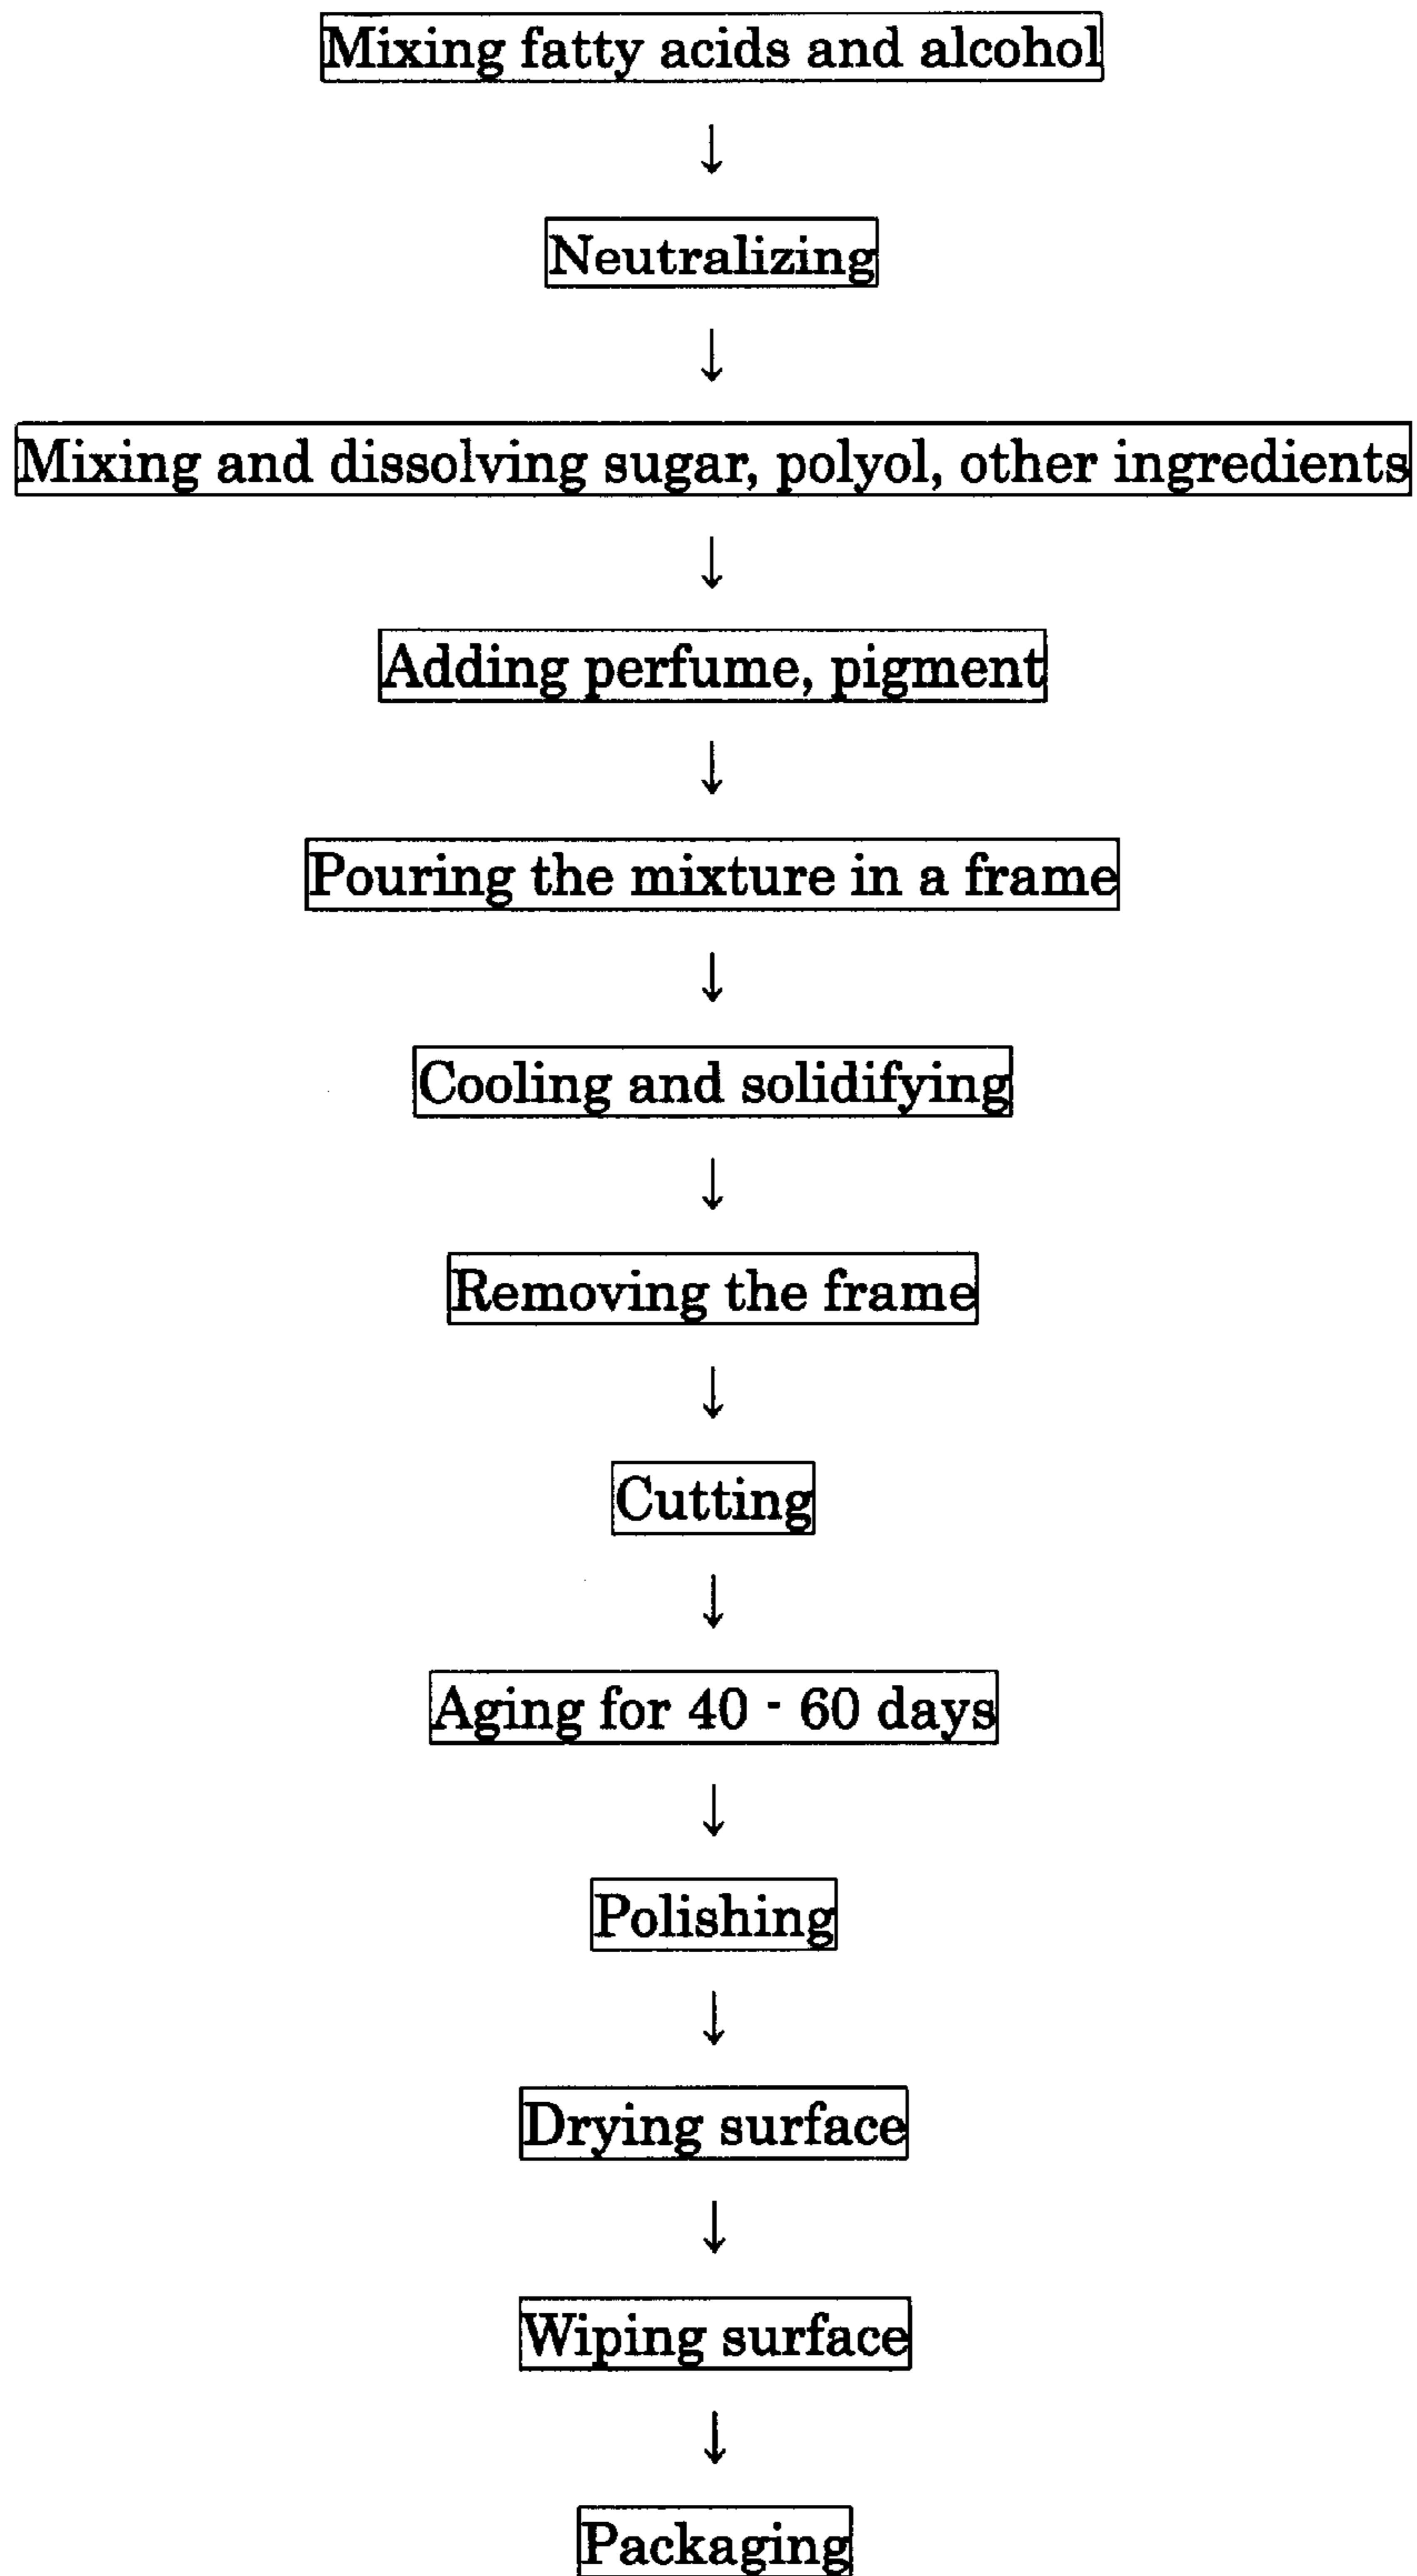 Mixing fatty acids and alcohol
↓
Neutralizing
↓
Mixing and dissolving sugar, polyol, other ingredients
↓
Adding perfume, pigment
↓
Pouring the mixture in a frame
↓
Cooling and solidifying
↓
Removing the frame
↓
Cutting
↓
Aging for 40 - 60 days
↓
Polishing
↓
Drying surface
↓
Wiping surface
↓
Packaging